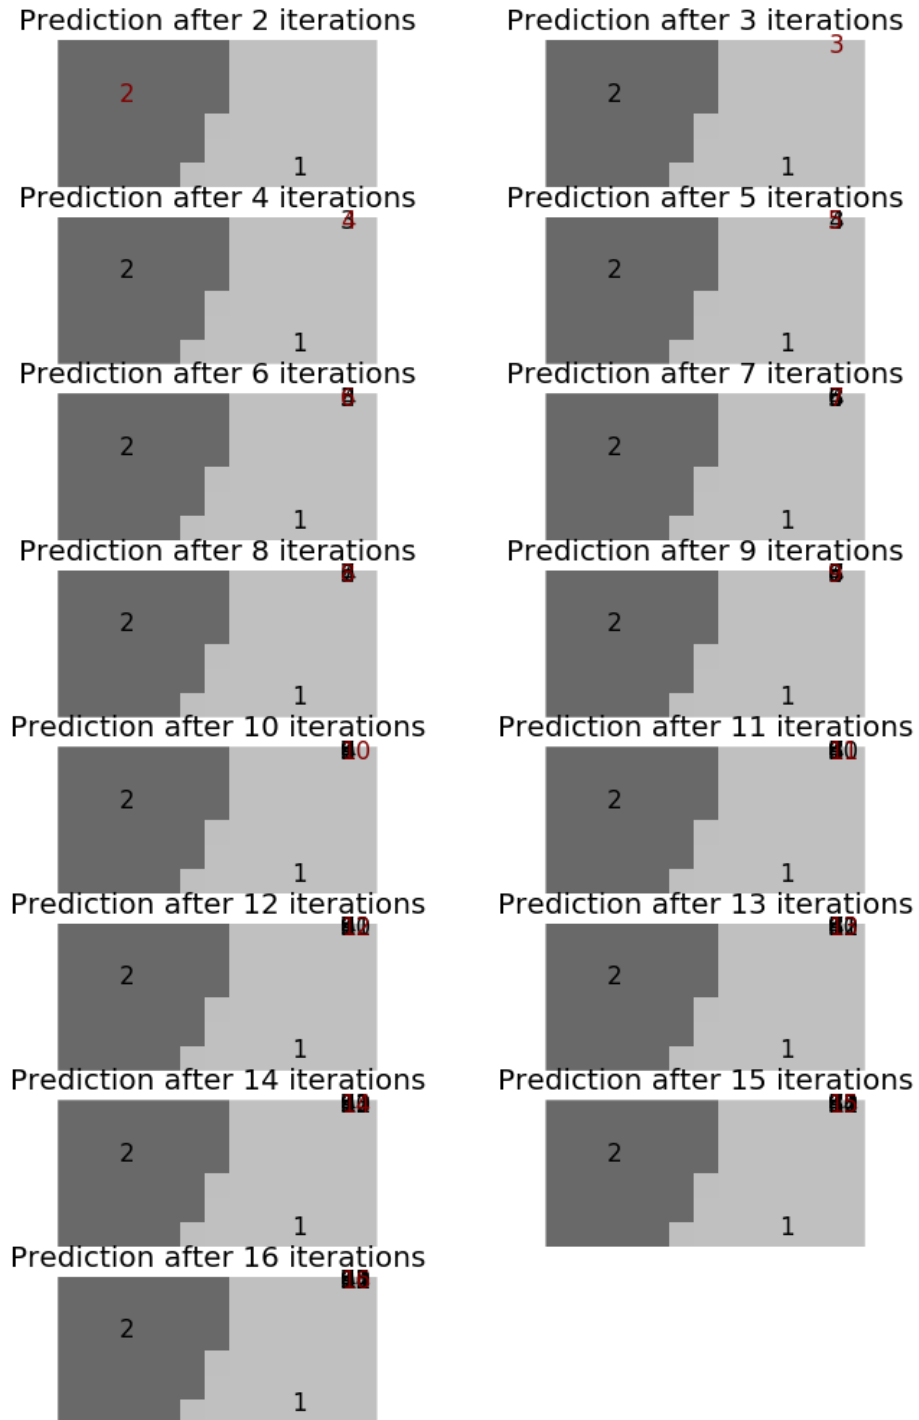 Prediction after 2 iterations
2
1
Prediction after 3 iterations
3
2
1
Prediction after 4 iterations
2
1
Prediction after 5 iterations
2
1
Prediction after 6 iterations
2
1
Prediction after 7 iterations
2
1
Prediction after 8 iterations
2
1
Prediction after 9 iterations
2
1
Prediction after 10 iterations
2
1
Prediction after 11 iterations
2
1
Prediction after 12 iterations
2
1
Prediction after 13 iterations
2
1
Prediction after 14 iterations
2
1
Prediction after 15 iterations
2
1
Prediction after 16 iterations
2
1